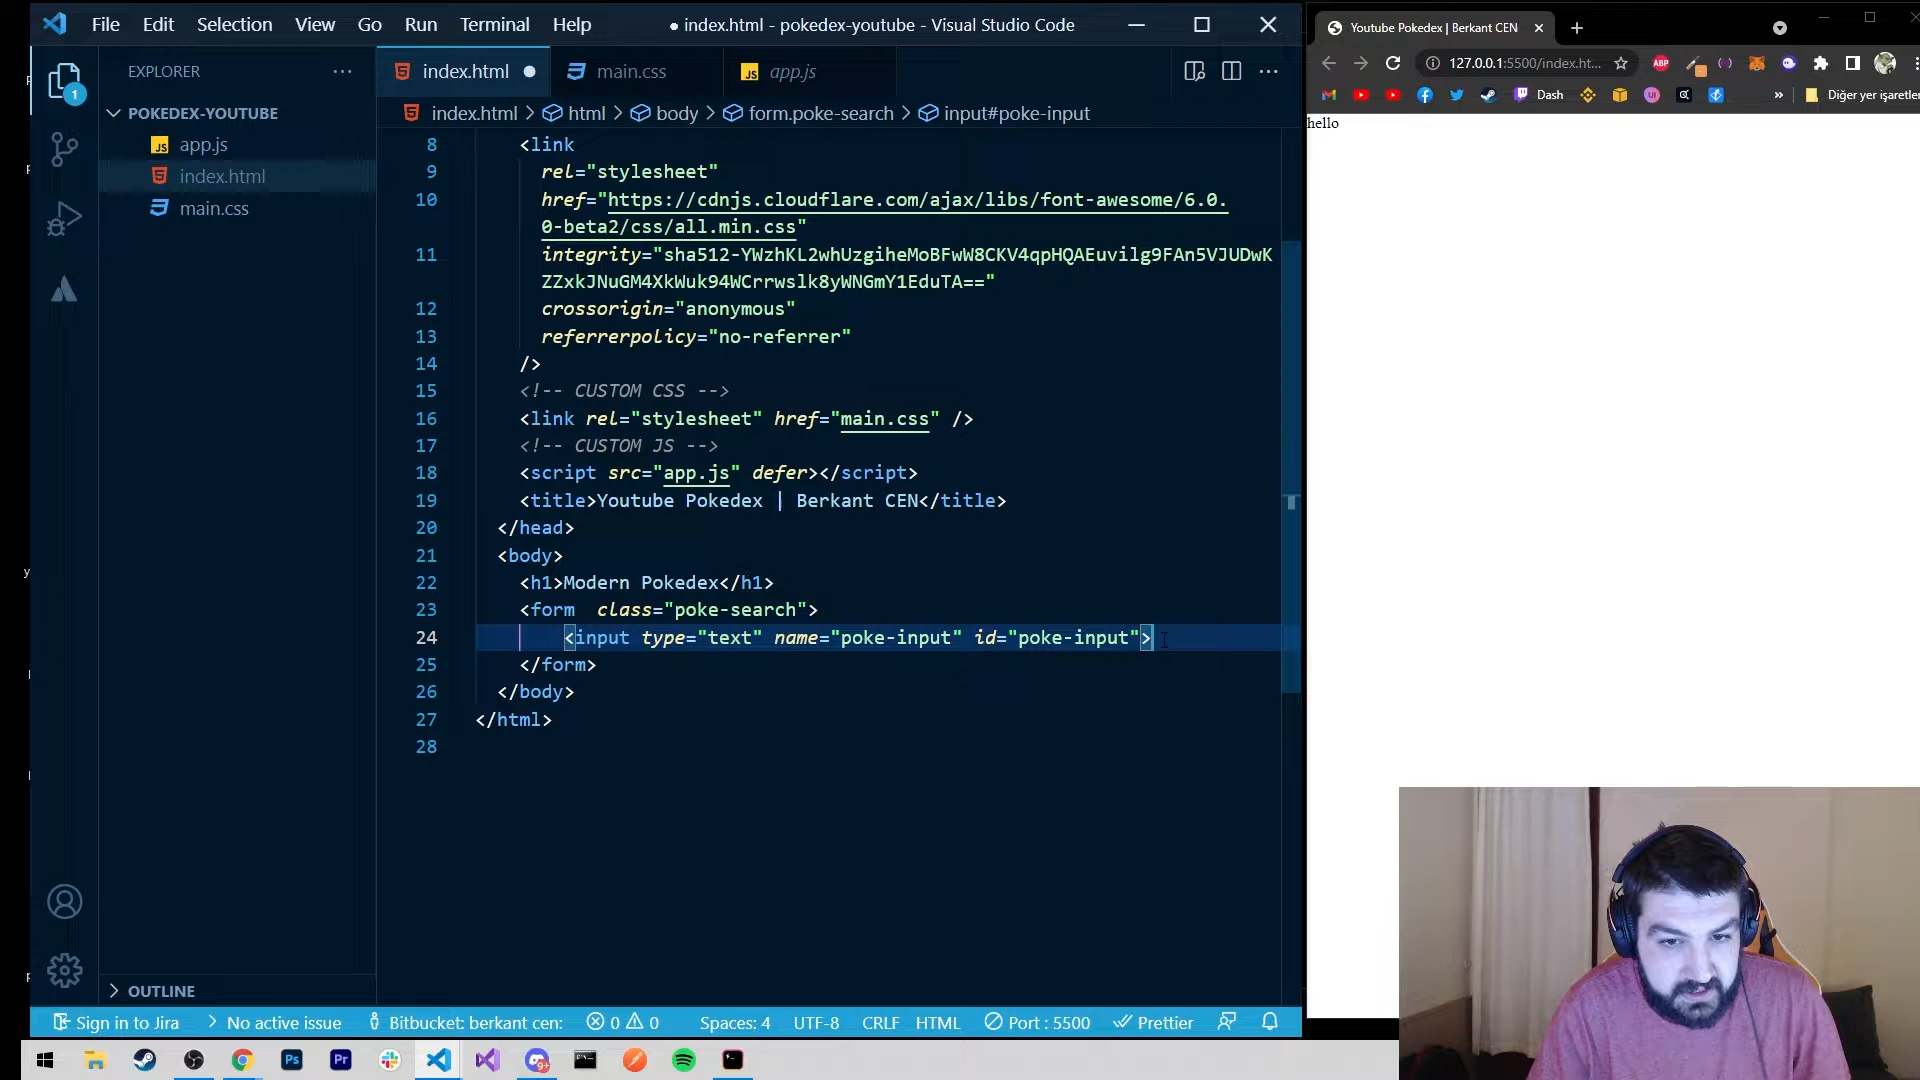 File Edit Selection View Go Run Terminal Help
● index.html - pokedex-youtube - Visual Studio Code
EXPLORER
1
POKEDEX-YOUTUBE
JS app.js
index.html
main.css
OUTLINE
index.html ● main.css JS app.js
index.html > html > body > form.poke-search > input#poke-input
8 <link
9 rel="stylesheet"
10 href="https://cdnjs.cloudflare.com/ajax/libs/font-awesome/6.0.
0-beta2/css/all.min.css"
11 integrity="sha512-YWzhKL2whUzgiheMoBFwW8CKV4qpHQAEuvilg9FAn5VJUDwK
ZZxkJNuGM4XkWuk94WCrrwslk8yWNGmY1EduTA=="
12 crossorigin="anonymous"
13 referrerpolicy="no-referrer"
14 />
15 <!-- CUSTOM CSS -->
16 <link rel="stylesheet" href="main.css" />
17 <!-- CUSTOM JS -->
18 <script src="app.js" defer></script>
19 <title>Youtube Pokedex | Berkant CEN</title>
20 </head>
21 <body>
22 <h1>Modern Pokedex</h1>
23 <form  class="poke-search">
24 <input type="text" name="poke-input" id="poke-input">
25 </form>
26 </body>
27 </html>
28
Sign in to Jira No active issue Bitbucket: berkant cen: 0 0 Spaces: 4 UTF-8 CRLF HTML Port : 5500 Prettier
Youtube Pokedex | Berkant CEN
127.0.0.1:5500/index.ht...
ABP
Dash
» Diğer yer işaretler
hello
Ps Pr 9+